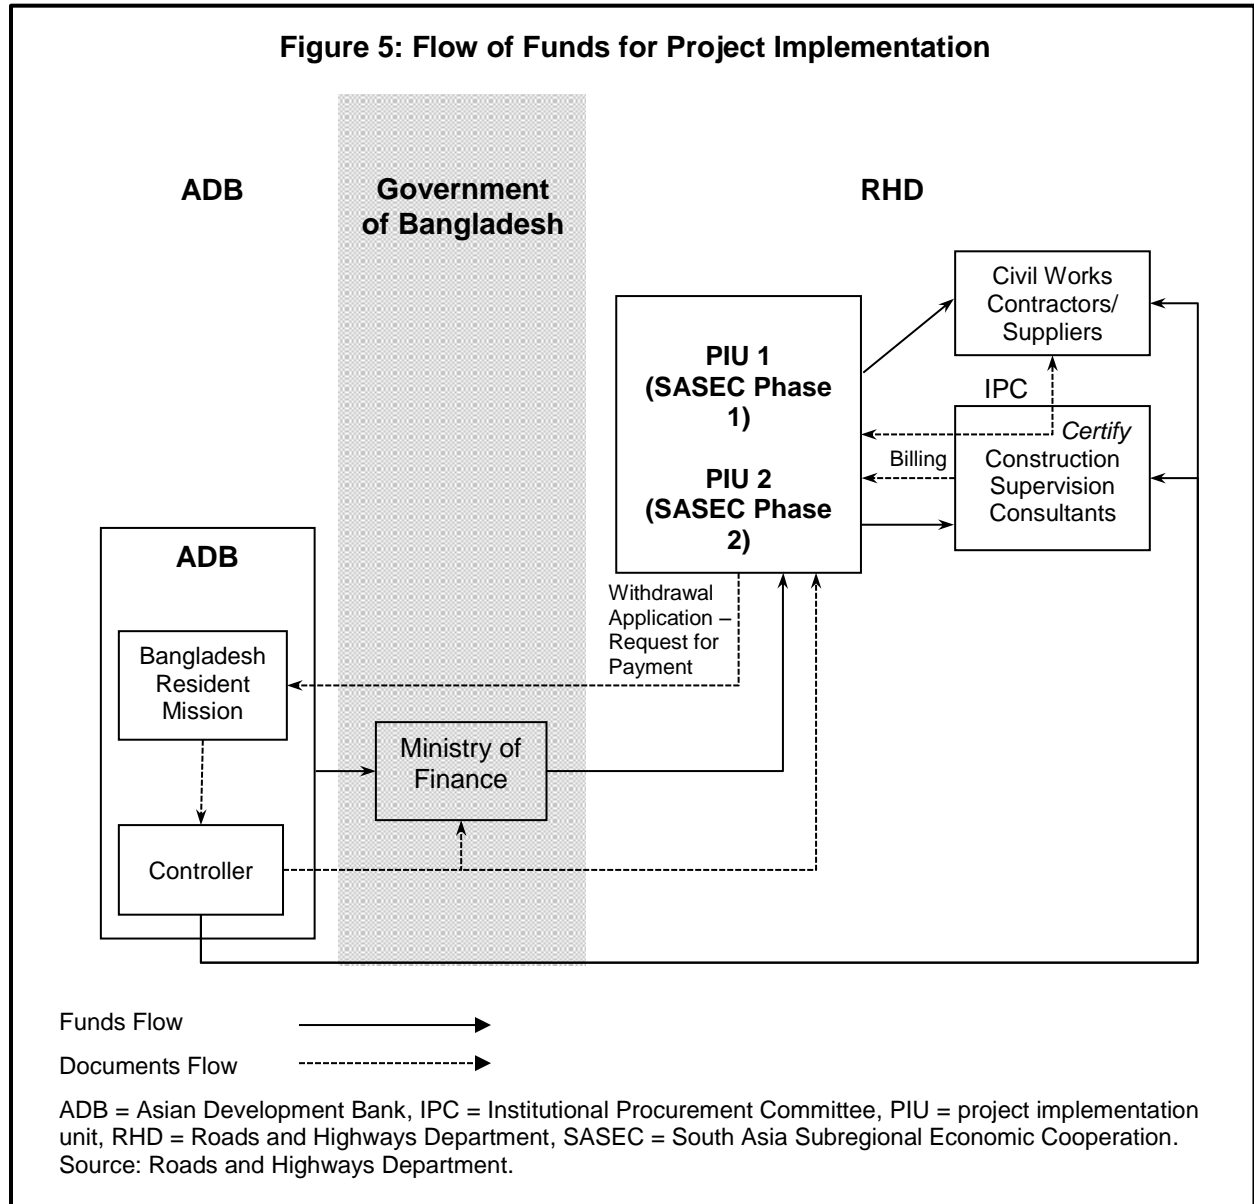 Figure 5: Flow of Funds for Project Implementation
ADB
Government
of Bangladesh
RHD
Civil Works
Contractors/
Suppliers
PIU 1
(SASEC Phase
1)
IPC
Certify
Construction
Supervision
Consultants
Billing
PIU 2
(SASEC Phase
2)
ADB
Withdrawal
Application –
Request for
Payment
Bangladesh
Resident
Mission
Ministry of
Finance
Controller
Funds Flow
Documents Flow
ADB = Asian Development Bank, IPC = Institutional Procurement Committee, PIU = project implementation
unit, RHD = Roads and Highways Department, SASEC = South Asia Subregional Economic Cooperation.
Source: Roads and Highways Department.